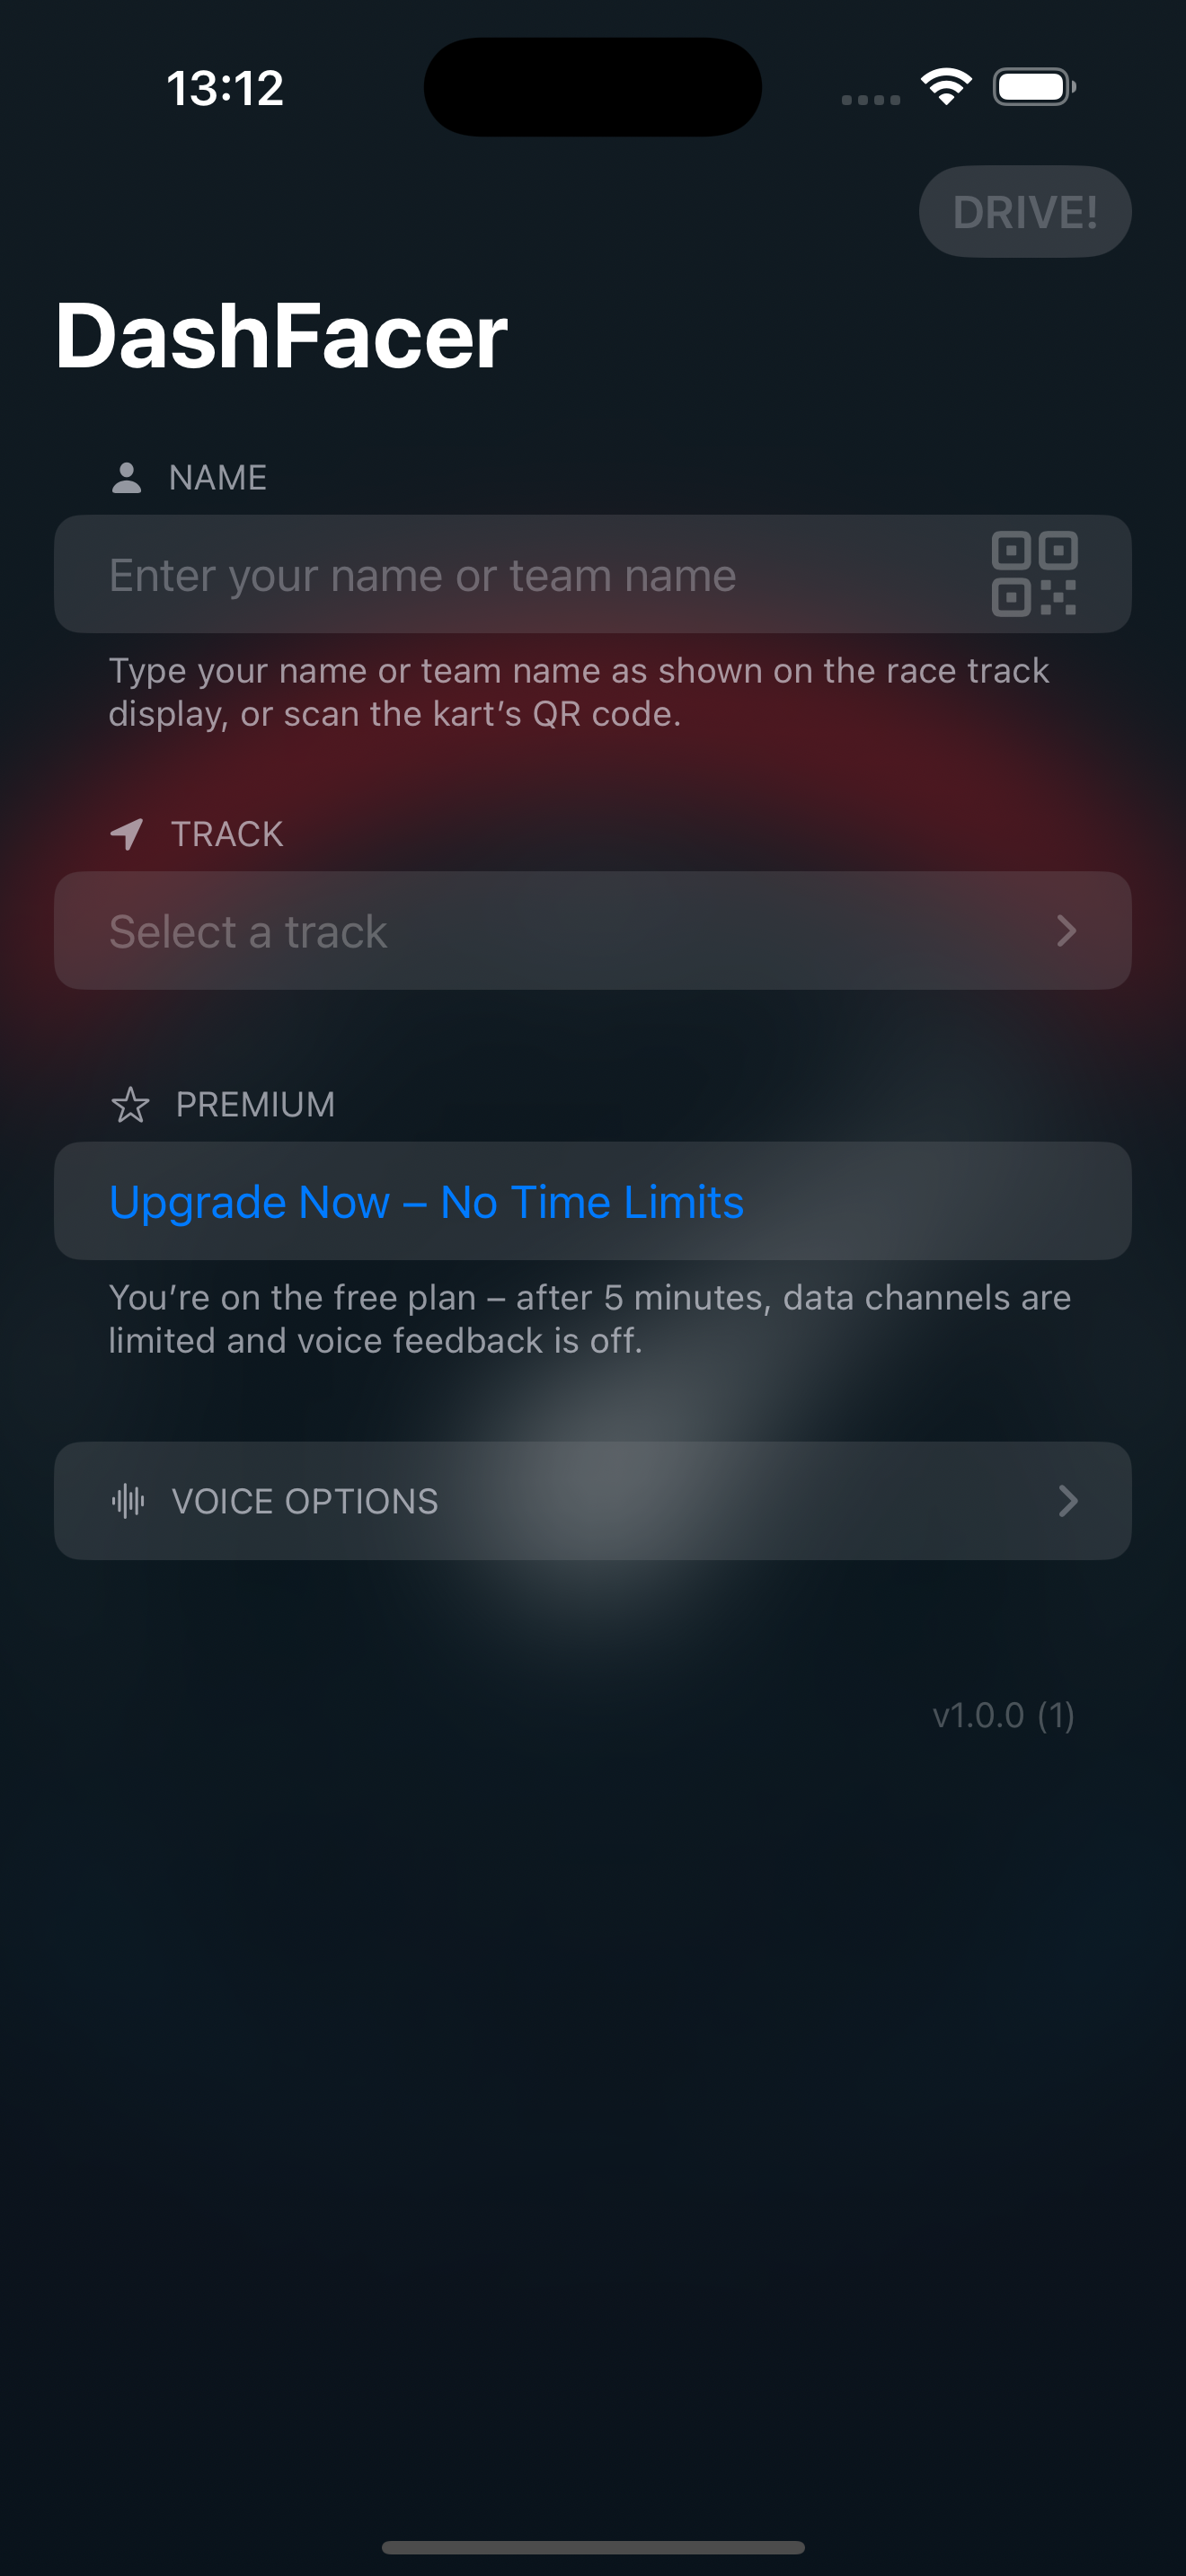 13:12
DRIVE!
DashFacer
NAME
Enter your name or team name
Type your name or team name as shown on the race track
display, or scan the kart’s QR code.
TRACK
Select a track
PREMIUM
Upgrade Now – No Time Limits
You’re on the free plan – after 5 minutes, data channels are
limited and voice feedback is off.
VOICE OPTIONS
v1.0.0 (1)